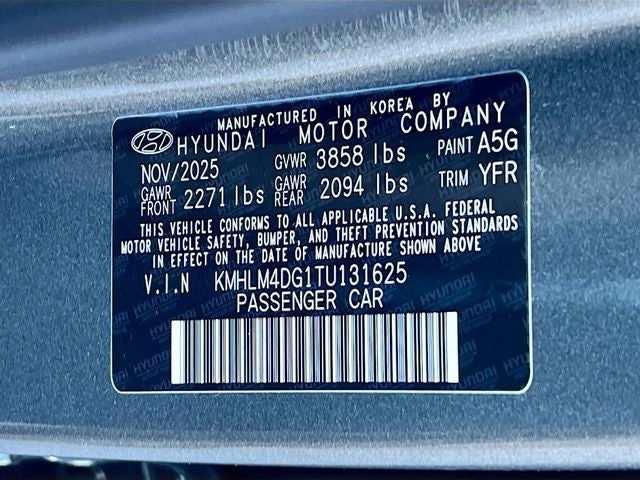 MANUFACTURED IN KOREA BY
HYUNDAI MOTOR COMPANY
NOV/2025 GVWR 3858 lbs PAINT A5G
GAWR FRONT 2271 lbs GAWR REAR 2094 lbs TRIM YFR
THIS VEHICLE CONFORMS TO ALL APPLICABLE U.S.A. FEDERAL
MOTOR VEHICLE SAFETY, BUMPER, AND THEFT PREVENTION STANDARDS
IN EFFECT ON THE DATE OF MANUFACTURE SHOWN ABOVE
V.I.N KMHLM4DG1TU131625
PASSENGER CAR